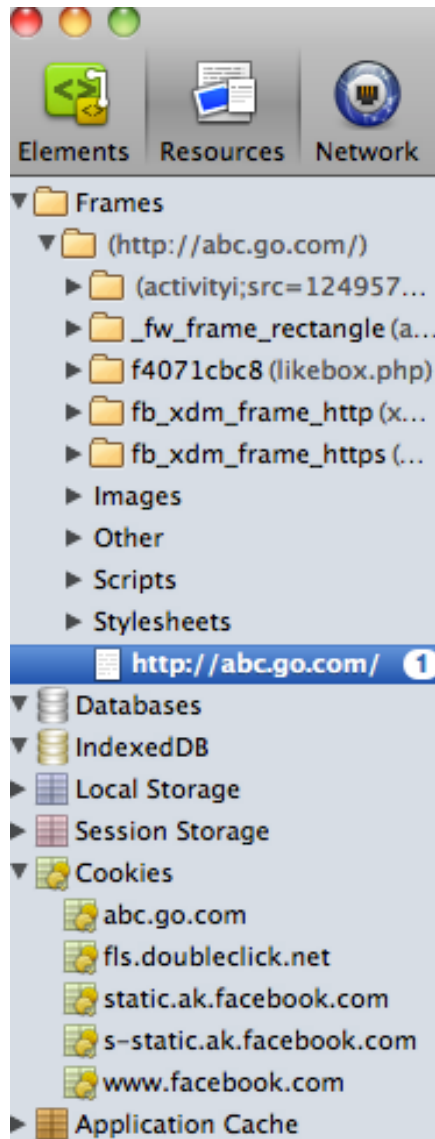 Elements Resources Network
Frames
(http://abc.go.com/)
(activityi;src=124957...
_fw_frame_rectangle (a...
f4071cbc8 (likebox.php)
fb_xdm_frame_http (x...
fb_xdm_frame_https (...
Images
Other
Scripts
Stylesheets
http://abc.go.com/ 1
Databases
IndexedDB
Local Storage
Session Storage
Cookies
abc.go.com
fls.doubleclick.net
static.ak.facebook.com
s-static.ak.facebook.com
www.facebook.com
Application Cache